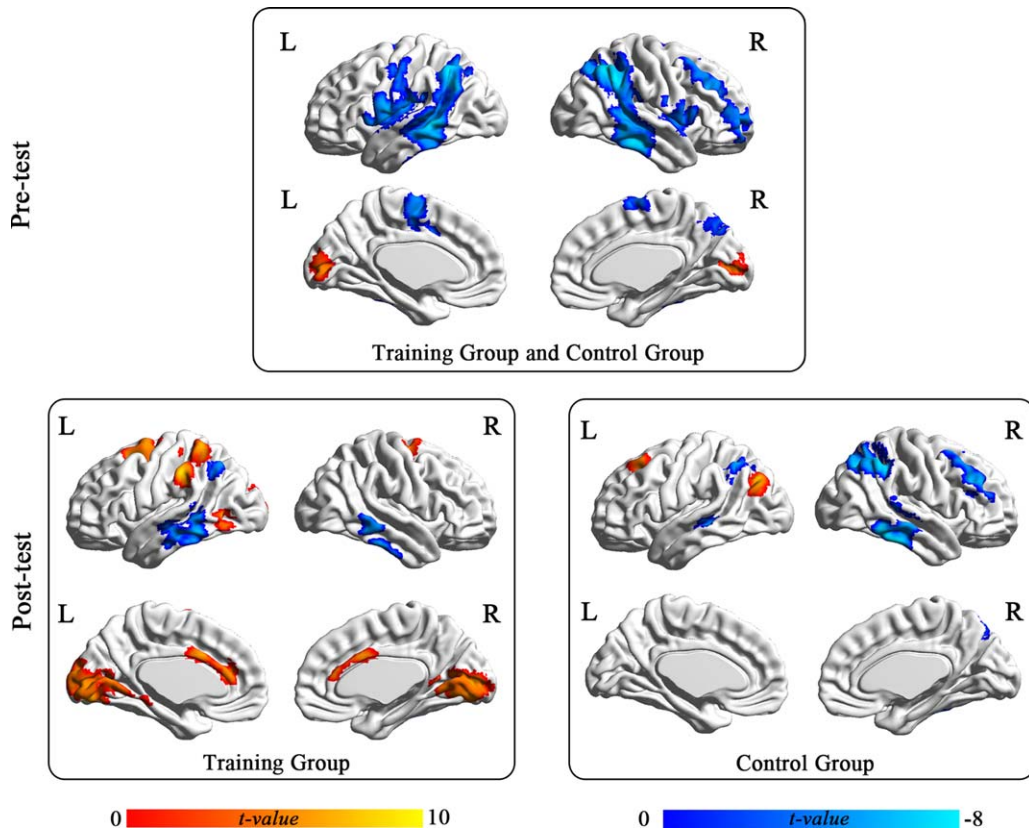 Pre-test
L R
L R
Training Group and Control Group
Post-test
L R
L R
Training Group
L R
L R
Control Group
0 t-value 10
0 t-value -8